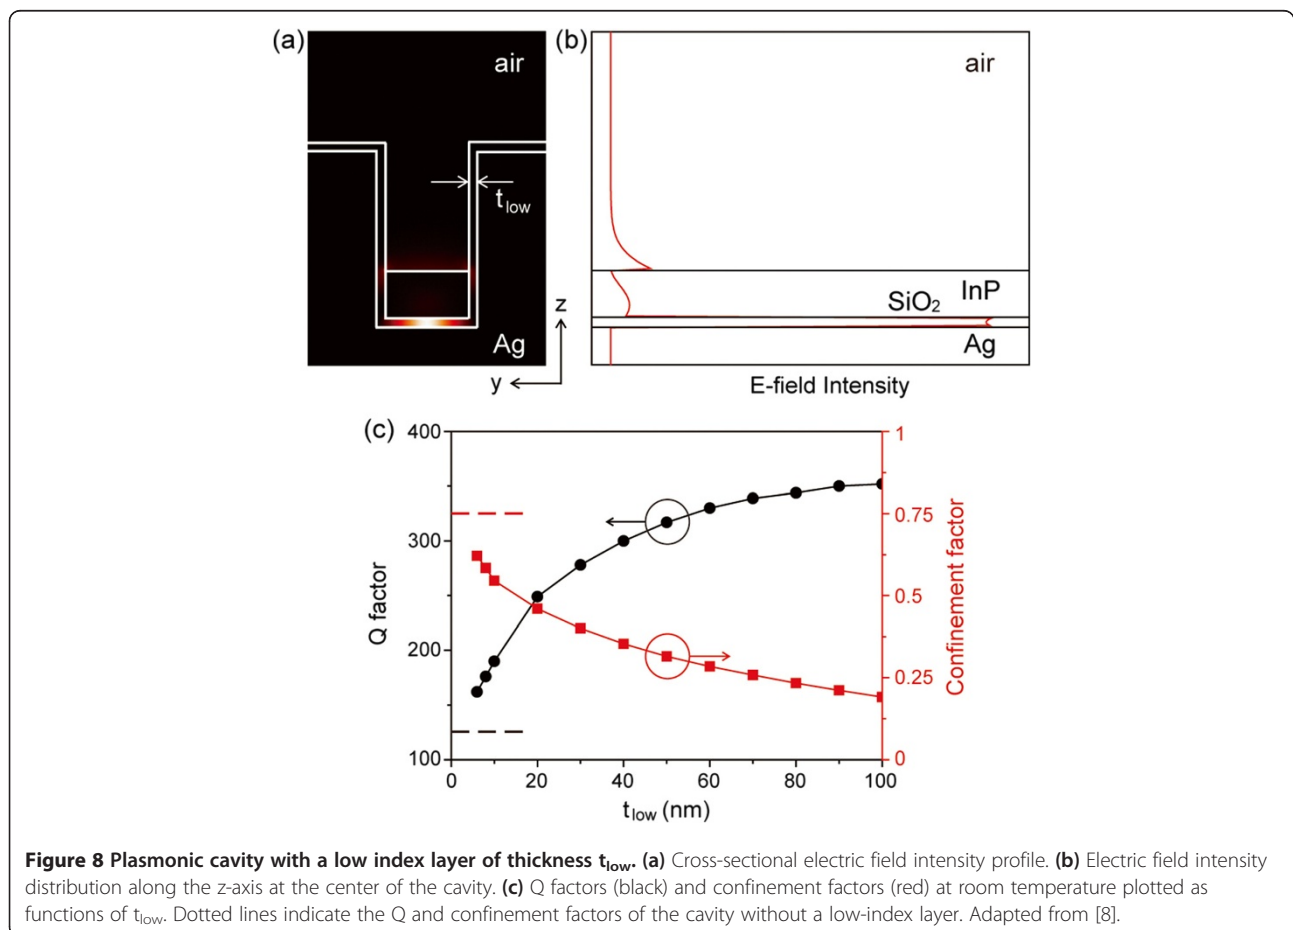 (a)
air
t low
Ag
z
y
(b)
air
InP
SiO₂
Ag
E-field Intensity
(c)
400
300
200
100
Q factor
0 20 40 60 80 100
t low (nm)
1
0.75
0.5
0.25
0
Confinement factor
Figure 8 Plasmonic cavity with a low index layer of thickness t low. (a) Cross-sectional electric field intensity profile. (b) Electric field intensity
distribution along the z-axis at the center of the cavity. (c) Q factors (black) and confinement factors (red) at room temperature plotted as
functions of t low. Dotted lines indicate the Q and confinement factors of the cavity without a low-index layer. Adapted from [8].